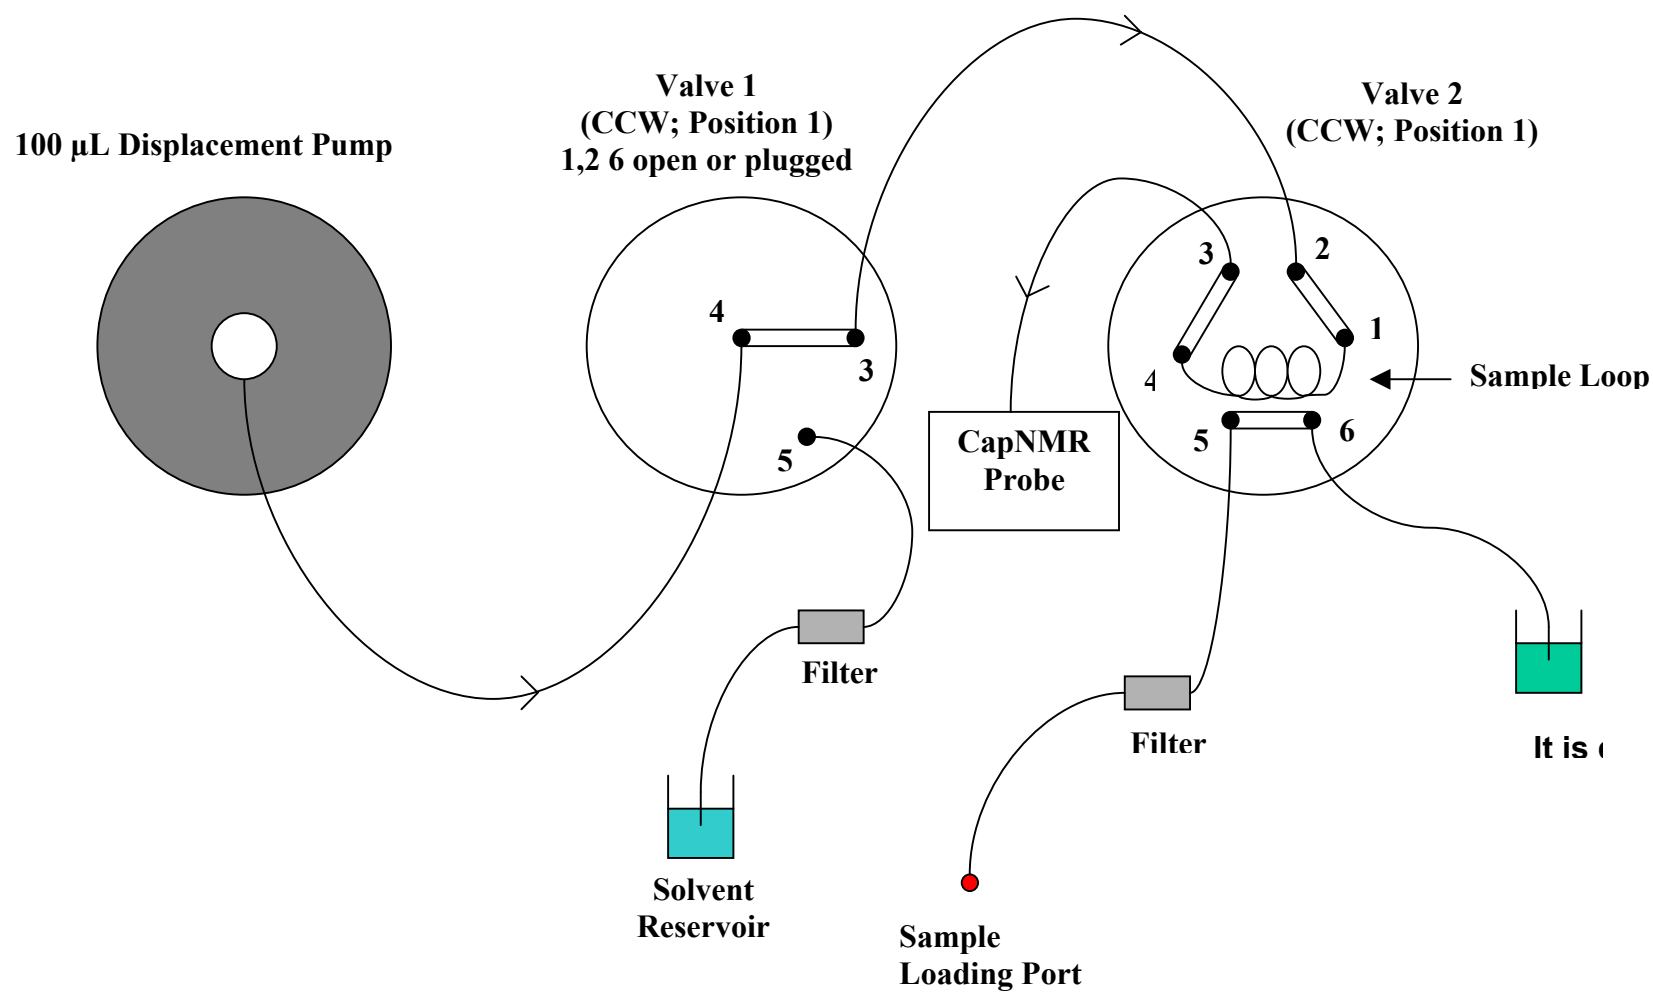 100 µL Displacement Pump
Valve 1
(CCW; Position 1)
1,2 6 open or plugged
Valve 2
(CCW; Position 1)
4
3
5
3
2
1
4
5
6
Sample Loop
CapNMR
Probe
Filter
Filter
It is
Solvent
Reservoir
Sample
Loading Port